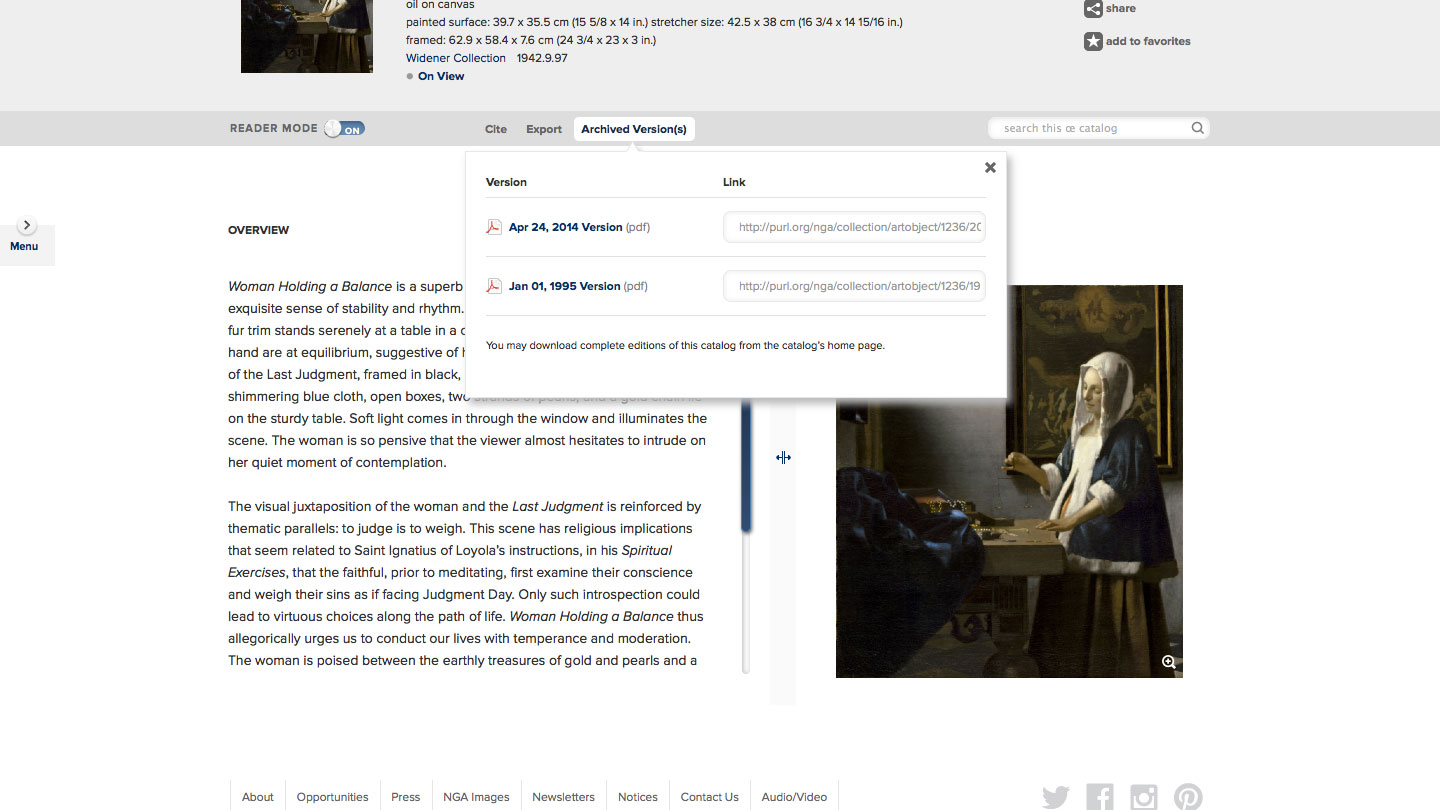 oil on canvas
painted surface: 39.7 x 35.5 cm (15 5/8 x 14 in.) stretcher size: 42.5 x 38 cm (16 3/4 x 14 15/16 in.)
framed: 62.9 x 58.4 x 7.6 cm (24 3/4 x 23 x 3 in.)
Widener Collection 1942.9.97
On View
share
add to favorites
READER MODE ON
Cite Export Archived Version(s)
search this œ catalog
Version Link
Apr 24, 2014 Version (pdf) http://purl.org/nga/collection/artobject/1236/20
Jan 01, 1995 Version (pdf) http://purl.org/nga/collection/artobject/1236/19
You may download complete editions of this catalog from the catalog's home page.
Menu
OVERVIEW
Woman Holding a Balance is a superb
exquisite sense of stability and rhythm.
fur trim stands serenely at a table in a
hand are at equilibrium, suggestive of
of the Last Judgment, framed in black,
shimmering blue cloth, open boxes, two strands of pearls, and a gold chain lie
on the sturdy table. Soft light comes in through the window and illuminates the
scene. The woman is so pensive that the viewer almost hesitates to intrude on
her quiet moment of contemplation.
The visual juxtaposition of the woman and the Last Judgment is reinforced by
thematic parallels: to judge is to weigh. This scene has religious implications
that seem related to Saint Ignatius of Loyola's instructions, in his Spiritual
Exercises, that the faithful, prior to meditating, first examine their conscience
and weigh their sins as if facing Judgment Day. Only such introspection could
lead to virtuous choices along the path of life. Woman Holding a Balance thus
allegorically urges us to conduct our lives with temperance and moderation.
The woman is poised between the earthly treasures of gold and pearls and a
About Opportunities Press NGA Images Newsletters Notices Contact Us Audio/Video